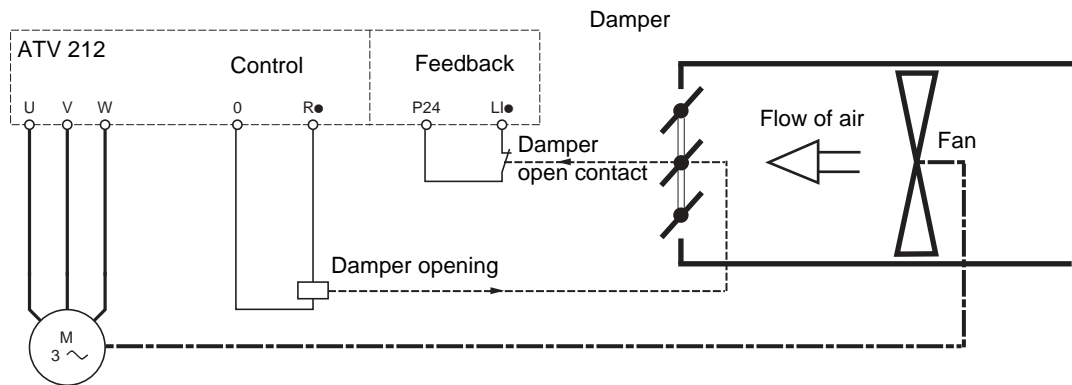 Damper
ATV 212
Control
Feedback
U V W 0 R● P24 LI●
Damper
open contact
Flow of air
Fan
Damper opening
M
3 ~